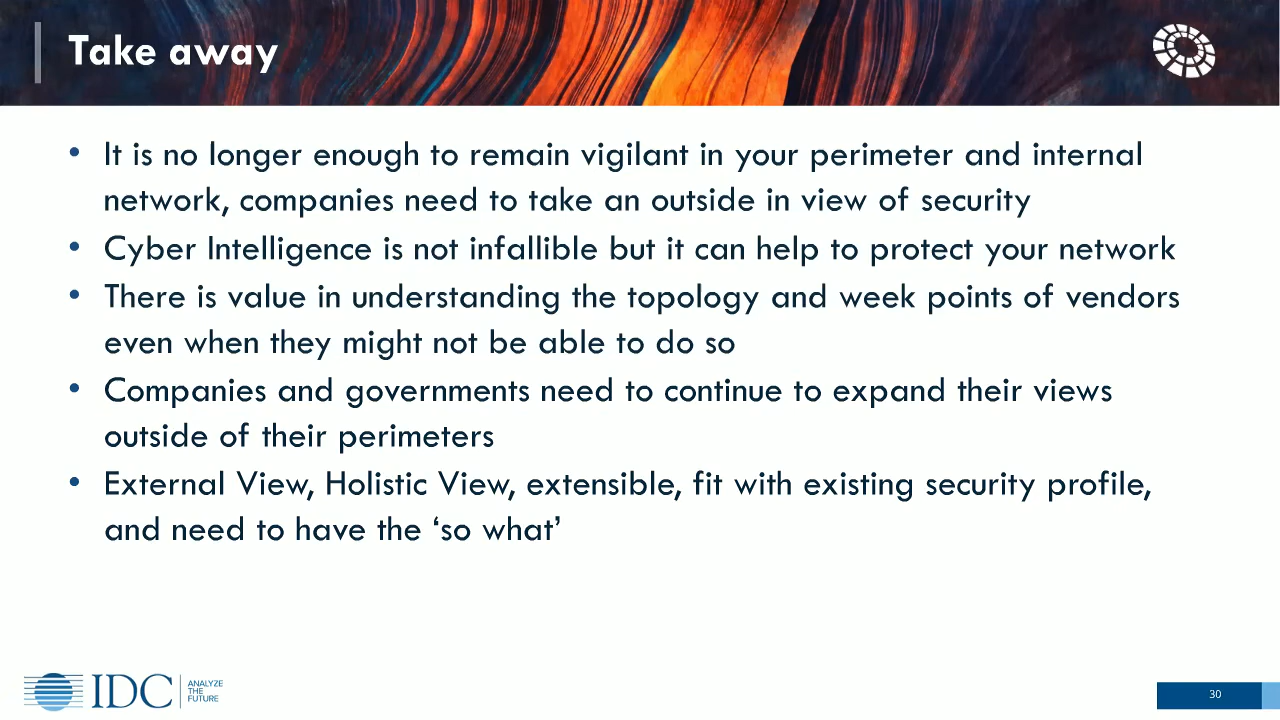 Take away
• It is no longer enough to remain vigilant in your perimeter and internal
network, companies need to take an outside in view of security
• Cyber Intelligence is not infallible but it can help to protect your network
• There is value in understanding the topology and week points of vendors
even when they might not be able to do so
• Companies and governments need to continue to expand their views
outside of their perimeters
• External View, Holistic View, extensible, fit with existing security profile,
and need to have the ‘so what’
IDC
ANALYZE
THE
FUTURE
30